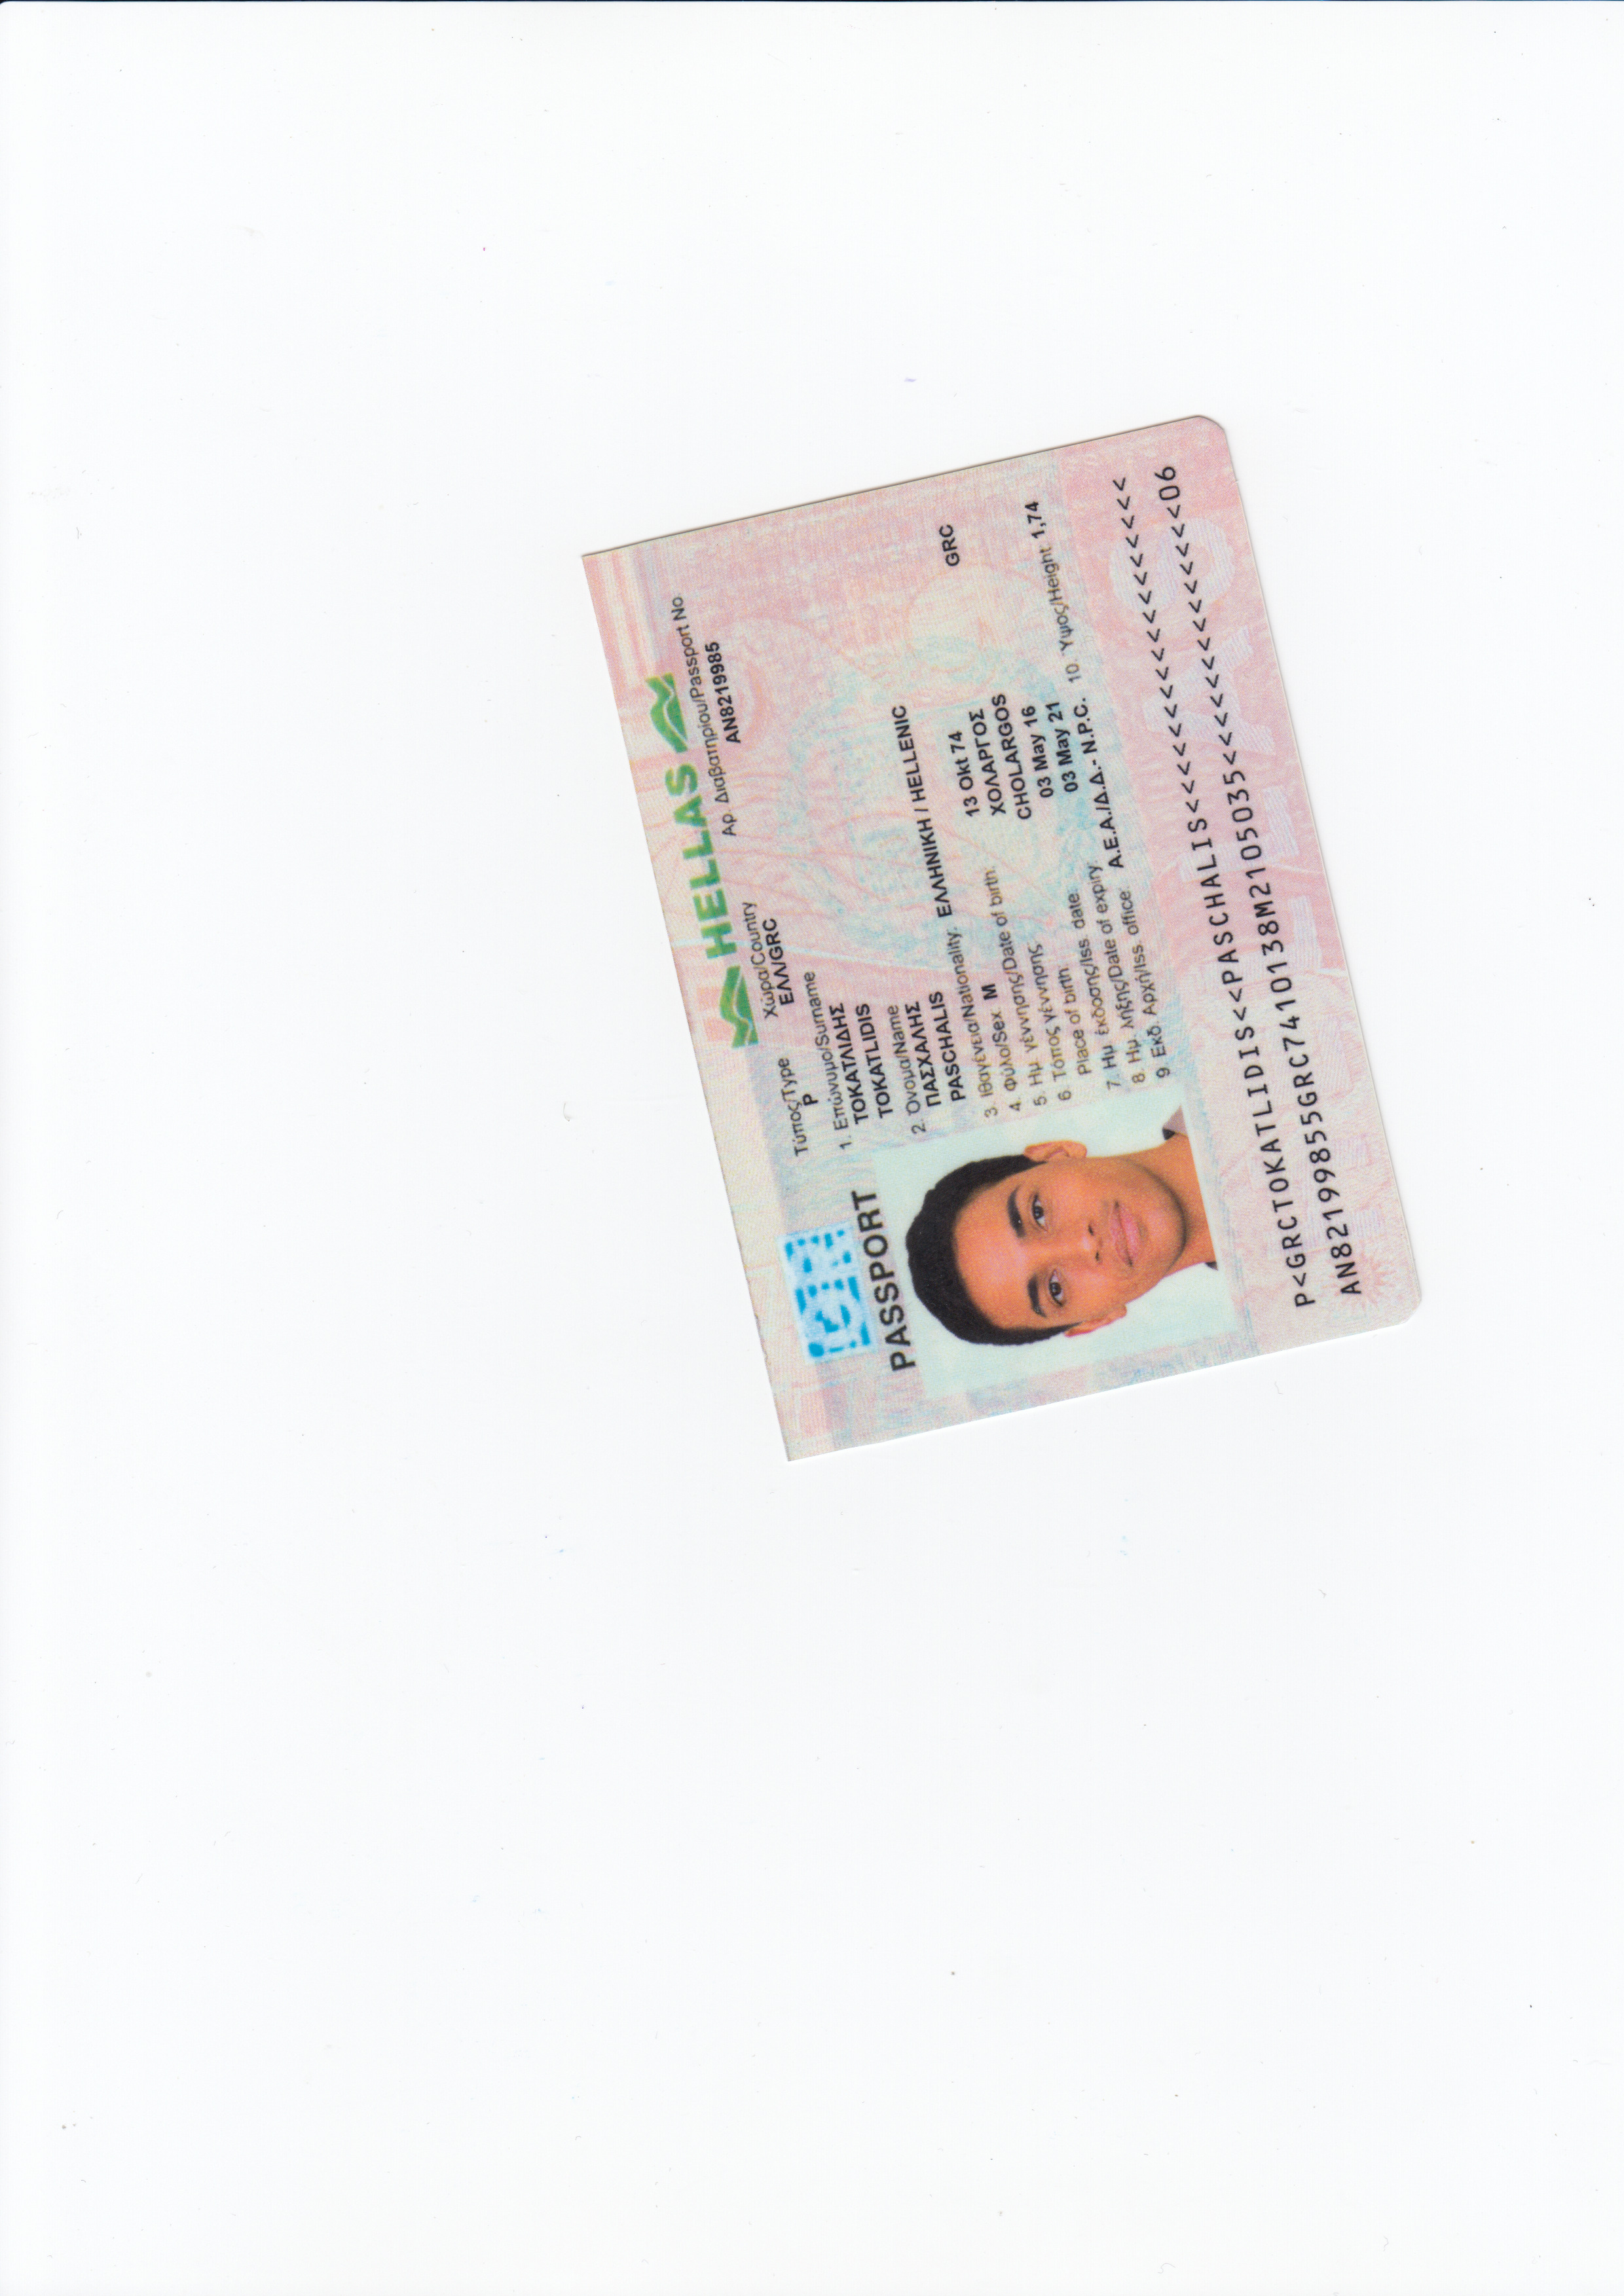 HELLAS
Τύπος/Type Χώρα/Country Αρ. Διαβατηρίου/Passport No
P ΕΛΛ/GRC AN8219985
PASSPORT
1. Επώνυμο/Surname
ΤΟΚΑΤΛΙΔΗΣ
TOKATLIDIS
2. Όνομα/Name
ΠΑΣΧΑΛΗΣ
PASCHALIS
3. Ιθαγένεια/Nationality: ΕΛΛΗΝΙΚΗ / HELLENIC GRC
4. Φύλο/Sex: M
5. Ημ. γέννησης/Date of birth: 13 Okt 74
6. Τόπος γέννησης ΧΟΛΑΡΓΟΣ
Place of birth: CHOLARGOS
7. Ημ. έκδοσης/Iss. date: 03 May 16
8. Ημ. λήξης/Date of expiry: 03 May 21
9. Εκδ. Αρχή/Iss. office: Α.Ε.Α./Δ.Δ.- N.P.C. 10. Ύψος/Height: 1,74
P<GRCTOKATLIDIS<<PASCHALIS<<<<<<<<<<<<<<<<<<
AN82199855GRC7410138M2105035<<<<<<<<<<<<<<06